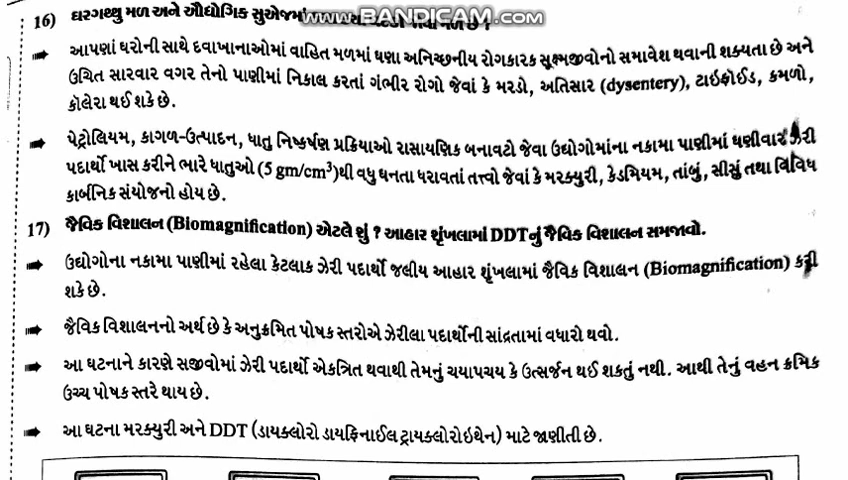 www.BANDICAM.com
16) ઘરગથ્થુ મળ અને ઔદ્યોગિક સુએજમાં
➡ આપણાં ઘરોની સાથે દવાખાનાઓમાં વાહિત મળમાં ઘણા અનિચ્છનીય રોગકારક સૂક્ષ્મજીવોનો સમાવેશ થવાની શક્યતા છે અને
ઉચિત સારવાર વગર તેનો પાણીમાં નિકાલ કરતાં ગંભીર રોગો જેવાં કે મરડો, અતિસાર (dysentery), ટાઇફૉઈડ, કમળો,
કૉલેરા થઈ શકે છે.
➡ પેટ્રોલિયમ, કાગળ-ઉત્પાદન, ધાતુ નિષ્કર્ષણ પ્રક્રિયાઓ રાસાયણિક બનાવટો જેવા ઉદ્યોગોમાંના નકામા પાણીમાં ઘણીવાર ઝેરી
પદાર્થો ખાસ કરીને ભારે ધાતુઓ (5 gm/cm³)થી વધુ ઘનતા ધરાવતાં તત્ત્વો જેવાં કે મરક્યુરી, કેડમિયમ, તાંબું, સીસું તથા વિવિધ
કાર્બનિક સંયોજનો હોય છે.
17) જૈવિક વિશાલન (Biomagnification) એટલે શું ? આહાર શૃંખલામાં DDTનું જૈવિક વિશાલન સમજાવો.
➡ ઉદ્યોગોના નકામા પાણીમાં રહેલા કેટલાક ઝેરી પદાર્થો જલીય આહાર શૃંખલામાં જૈવિક વિશાલન (Biomagnification) કરી
શકે છે.
➡ જૈવિક વિશાલનનો અર્થ છે કે અનુક્રમિત પોષક સ્તરોએ ઝેરીલા પદાર્થોની સાંદ્રતામાં વધારો થવો.
➡ આ ઘટનાને કારણે સજીવોમાં ઝેરી પદાર્થો એકત્રિત થવાથી તેમનું ચયાપચય કે ઉત્સર્જન થઈ શકતું નથી. આથી તેનું વહન ક્રમિક
ઉચ્ચ પોષક સ્તરે થાય છે.
➡ આ ઘટના મરક્યુરી અને DDT (ડાયક્લોરો ડાયફિનાઈલ ટ્રાયક્લોરોઇથેન) માટે જાણીતી છે.